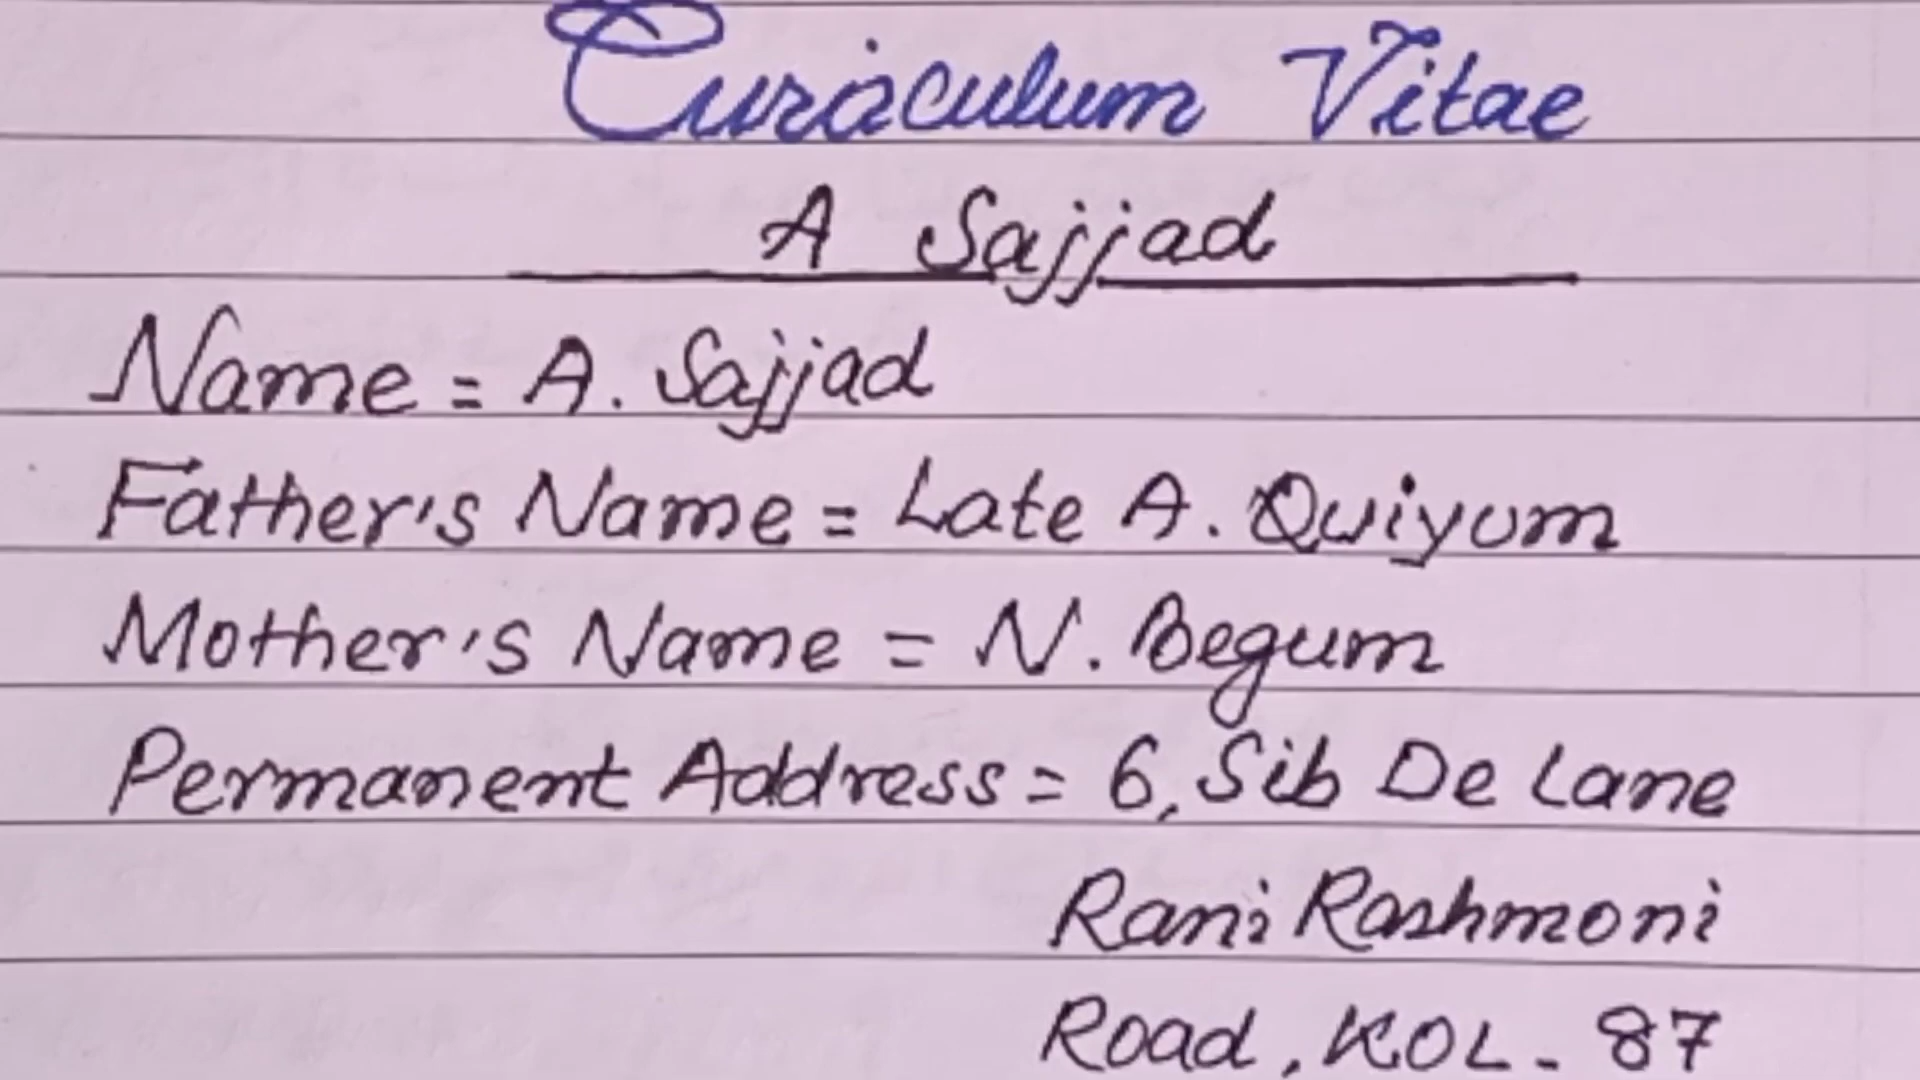 Curiculum Vitae
A Sajjad
Name = A. Sajjad
Father's Name = Late A. Quiyum
Mother's Name = N. Begum
Permanent Address = 6, Sib De Lane
Rani Rashmoni
Road, KOL - 87